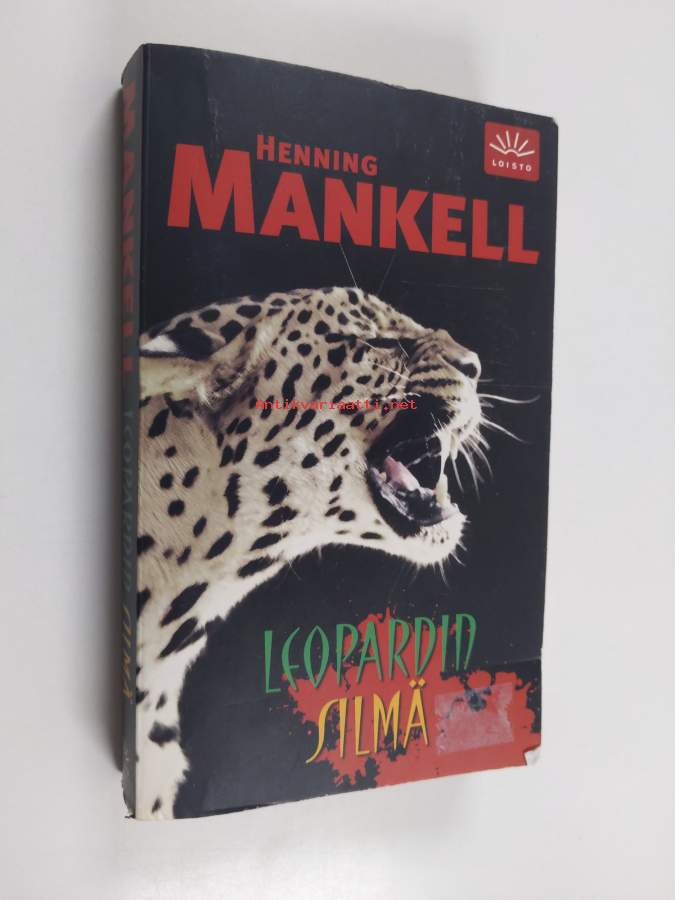 HENNING
MANKELL
LOISTO
Antikvariaatti.net
LEOPARDIN
SILMÄ
MANKELL
LEOPARDIN SILMÄ